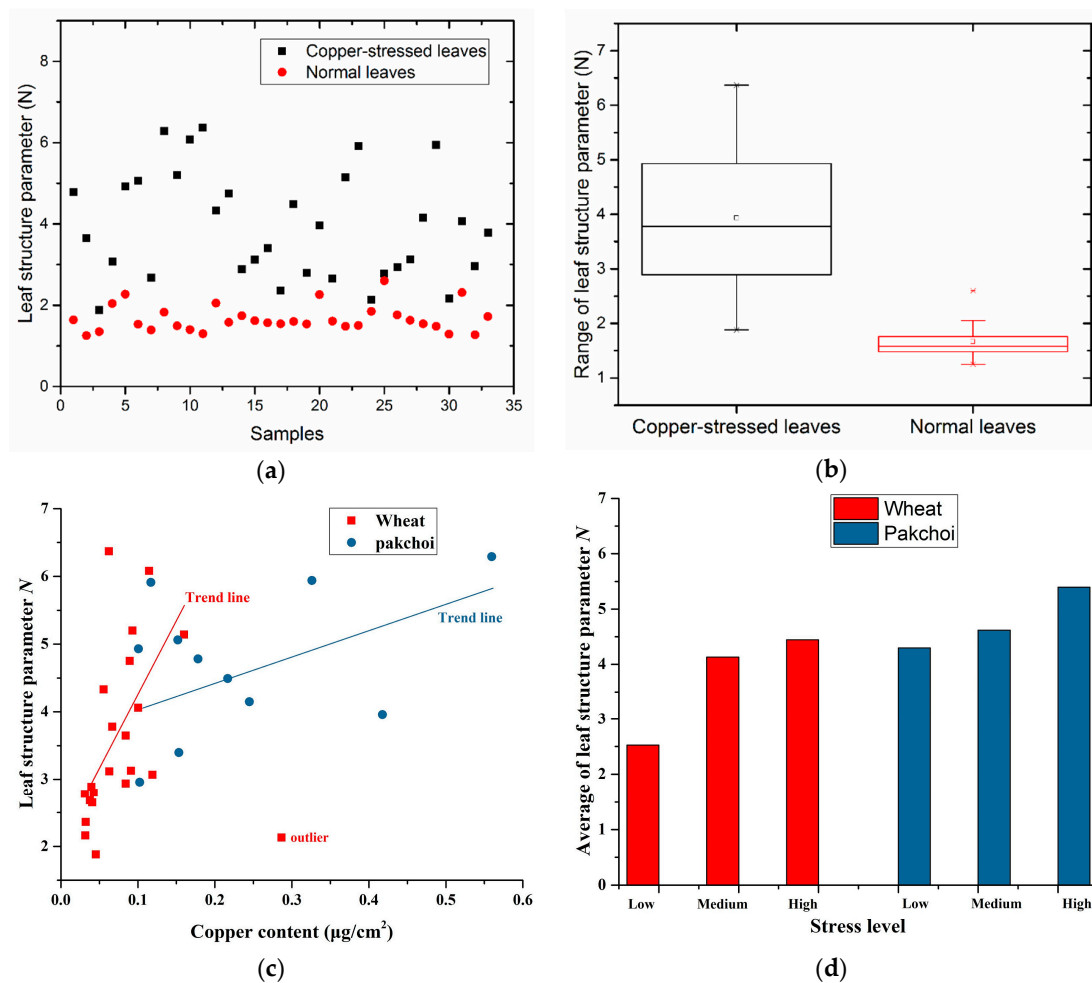 Copper-stressed leaves
Normal leaves
Leaf structure parameter (N)
8
6
4
2
0
0 5 10 15 20 25 30 35
Samples
(a)
Range of leaf structure parameter (N)
7
6
5
4
3
2
1
Copper-stressed leaves Normal leaves
(b)
Wheat
pakchoi
Leaf structure parameter N
7
6
5
4
3
2
Trend line
Trend line
outlier
0.0 0.1 0.2 0.3 0.4 0.5 0.6
Copper content (µg/cm²)
(c)
Wheat
Pakchoi
Average of leaf structure parameter N
7
6
5
4
3
2
1
0
Low Medium High Low Medium High
Stress level
(d)